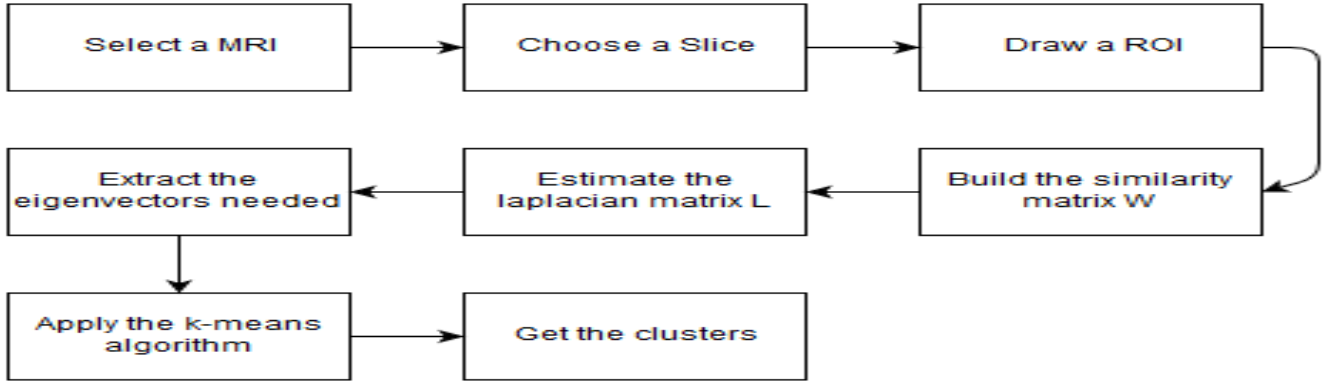 Select a MRI
Choose a Slice
Draw a ROI
Build the similarity
matrix W
Estimate the
laplacian matrix L
Extract the
eigenvectors needed
Apply the k-means
algorithm
Get the clusters